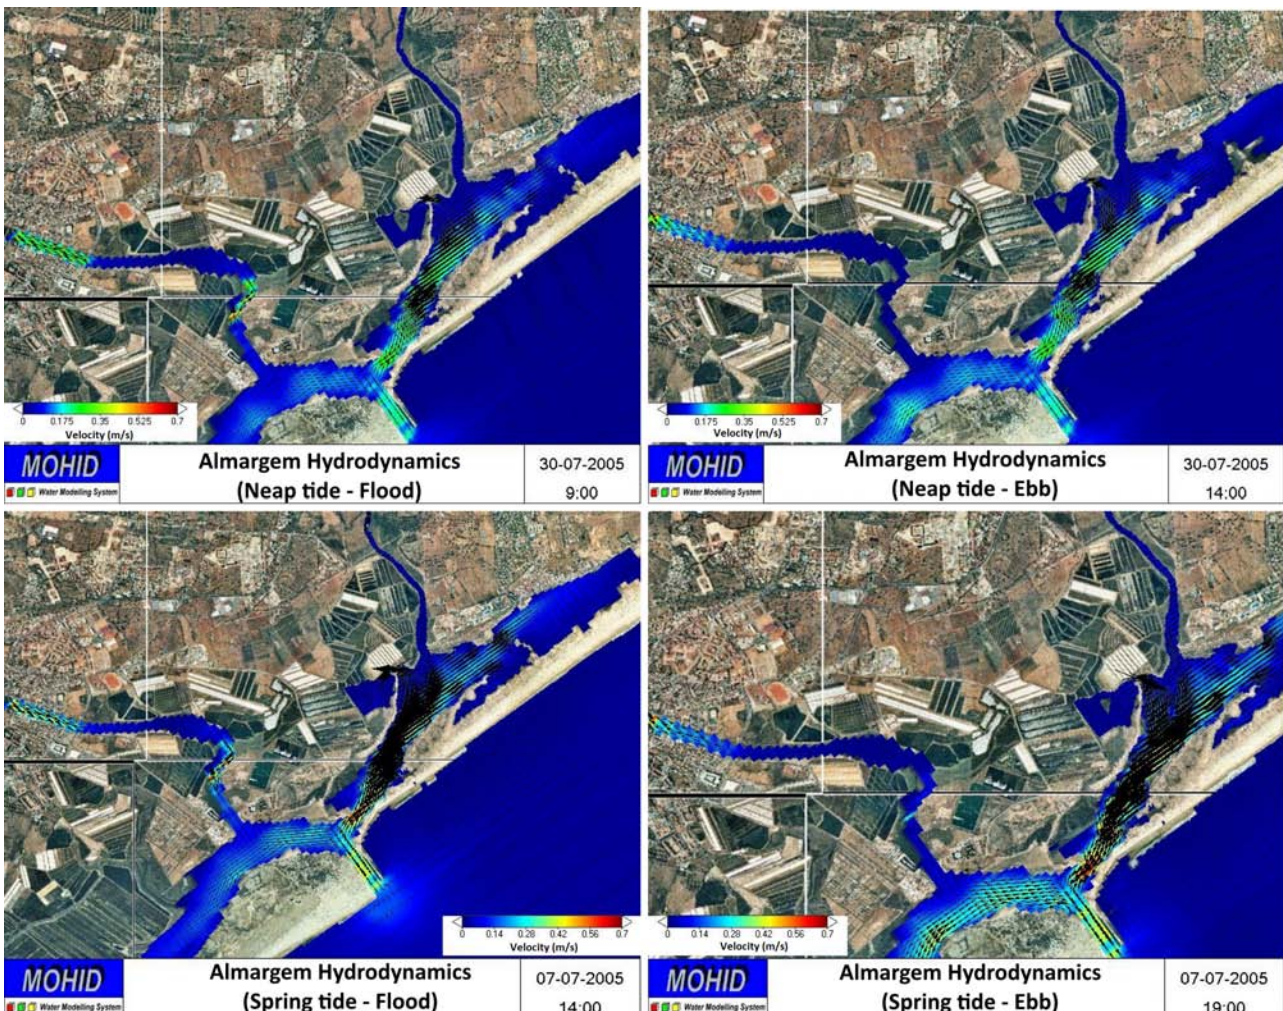 0 0.175 0.35 0.525 0.7
Velocity (m/s)
MOHID
Water Modelling System
Almargem Hydrodynamics
(Neap tide - Flood)
30-07-2005
9:00
0 0.175 0.35 0.525 0.7
Velocity (m/s)
MOHID
Water Modelling System
Almargem Hydrodynamics
(Neap tide - Ebb)
30-07-2005
14:00
0 0.14 0.28 0.42 0.56 0.7
Velocity (m/s)
MOHID
Water Modelling System
Almargem Hydrodynamics
(Spring tide - Flood)
07-07-2005
14:00
0 0.14 0.28 0.42 0.56 0.7
Velocity (m/s)
MOHID
Water Modelling System
Almargem Hydrodynamics
(Spring tide - Ebb)
07-07-2005
19:00